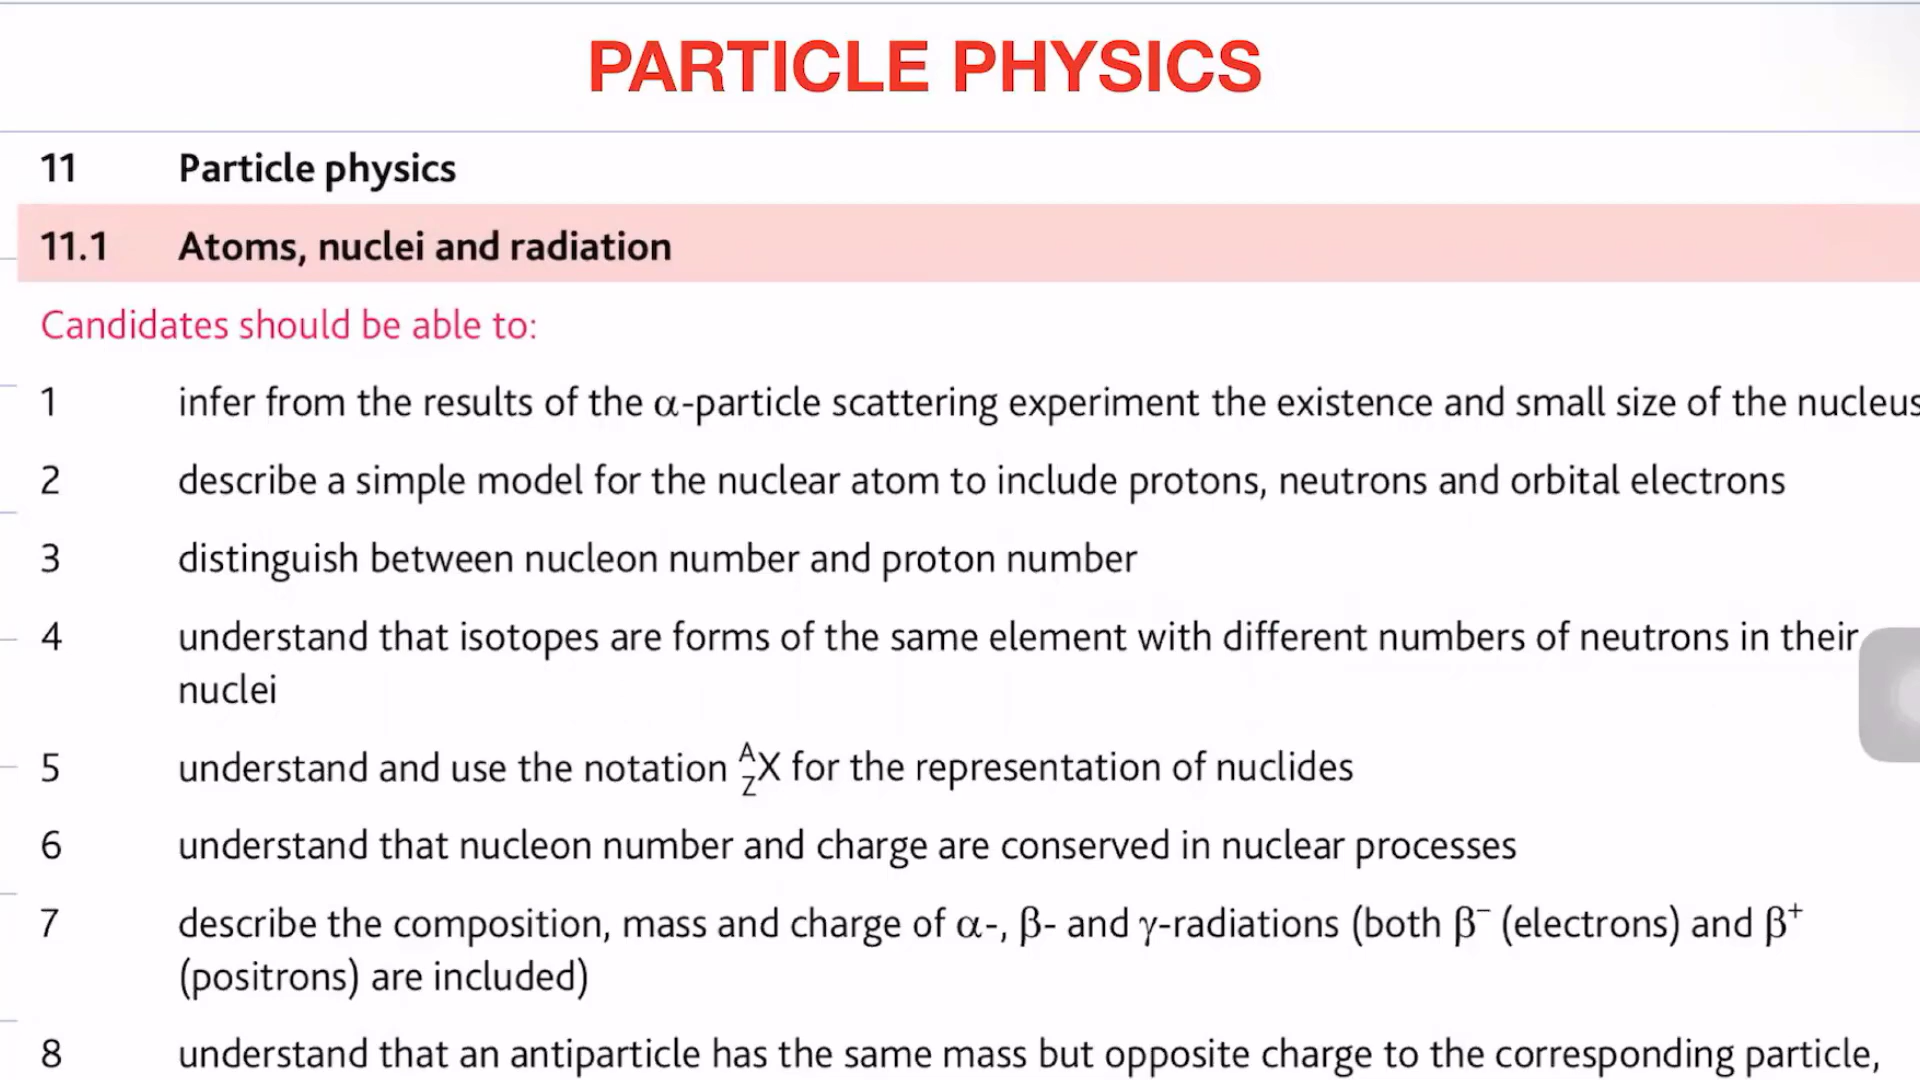 PARTICLE PHYSICS
11 Particle physics
11.1 Atoms, nuclei and radiation
Candidates should be able to:
1 infer from the results of the α-particle scattering experiment the existence and small size of the nucleus
2 describe a simple model for the nuclear atom to include protons, neutrons and orbital electrons
3 distinguish between nucleon number and proton number
4 understand that isotopes are forms of the same element with different numbers of neutrons in their
nuclei
5 understand and use the notation ᴬ_ZX for the representation of nuclides
6 understand that nucleon number and charge are conserved in nuclear processes
7 describe the composition, mass and charge of α-, β- and γ-radiations (both β⁻ (electrons) and β⁺
(positrons) are included)
8 understand that an antiparticle has the same mass but opposite charge to the corresponding particle,